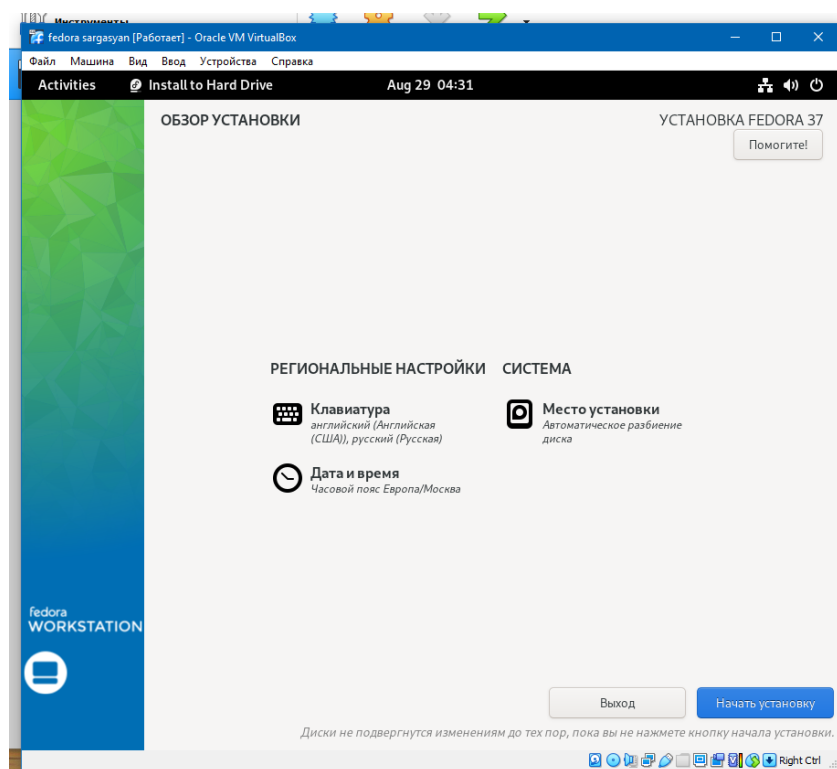 Инструменты
fedora sargasyan [Работает] - Oracle VM VirtualBox
Файл Машина Вид Ввод Устройства Справка
Activities Install to Hard Drive Aug 29 04:31
ОБЗОР УСТАНОВКИ УСТАНОВКА FEDORA 37
Помогите!
РЕГИОНАЛЬНЫЕ НАСТРОЙКИ СИСТЕМА
Клавиатура
английский (Английская
(США)), русский (Русская)
Место установки
Автоматическое разбиение
диска
Дата и время
Часовой пояс Европа/Москва
fedora
WORKSTATION
Выход Начать установку
Диски не подвергнутся изменениям до тех пор, пока вы не нажмете кнопку начала установки.
Right Ctrl